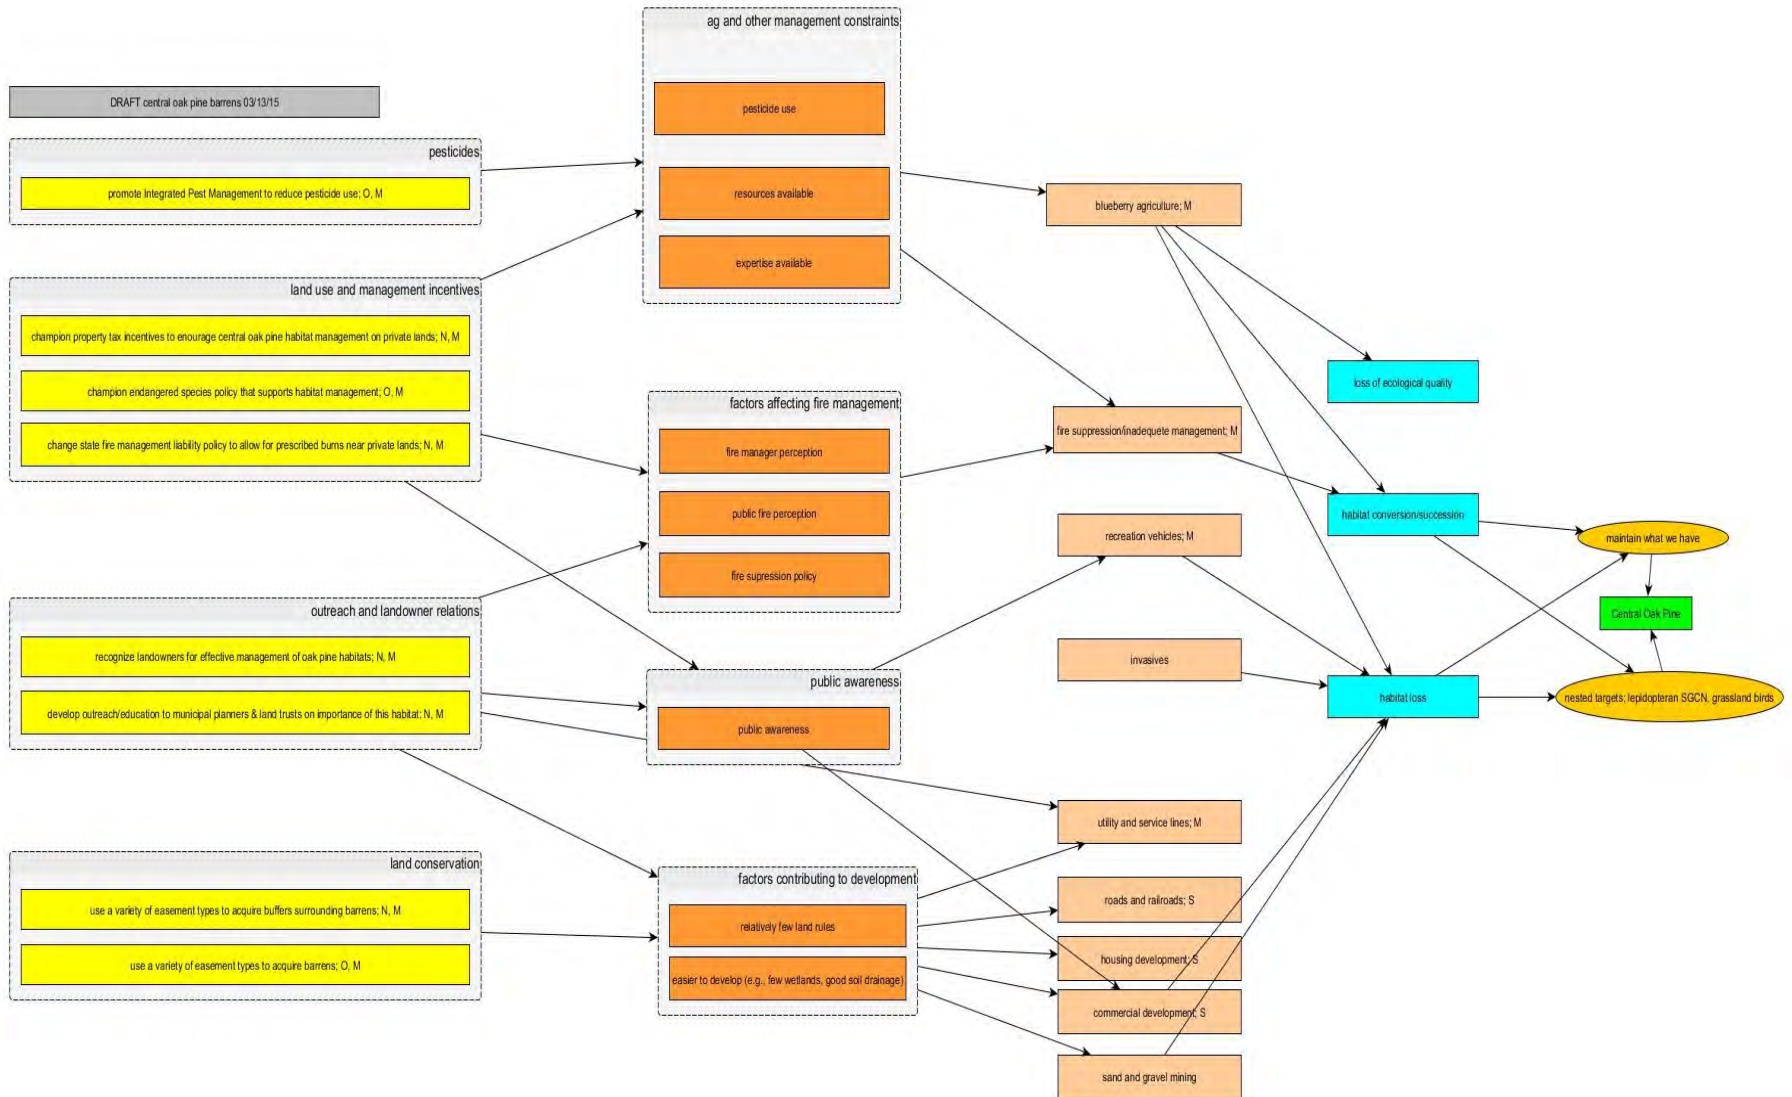 DRAFT central oak pine barrens 03/13/15
pesticides
promote Integrated Pest Management to reduce pesticide use; O, M
land use and management incentives
champion property tax incentives to enourage central oak pine habitat management on private lands; N, M
champion endangered species policy that supports habitat management; O, M
change state fire management liability policy to allow for prescribed burns near private lands; N, M
outreach and landowner relations
recognize landowners for effective management of oak pine habitats; N, M
develop outreach/education to municipal planners & land trusts on importance of this habitat; N, M
land conservation
use a variety of easement types to acquire buffers surrounding barrens; N, M
use a variety of easement types to acquire barrens; O, M
ag and other management constraints
pesticide use
resources available
expertise available
factors affecting fire management
fire manager perception
public fire perception
fire supression policy
public awareness
public awareness
factors contributing to development
relatively few land rules
easier to develop (e.g., few wetlands, good soil drainage)
blueberry agriculture; M
fire suppression/inadequete management; M
recreation vehicles; M
invasives
utility and service lines; M
roads and railroads; S
housing development; S
commercial development; S
sand and gravel mining
loss of ecological quality
habitat conversion/succession
habitat loss
maintain what we have
Central Oak Pine
nested targets; lepidopteran SGCN, grassland birds